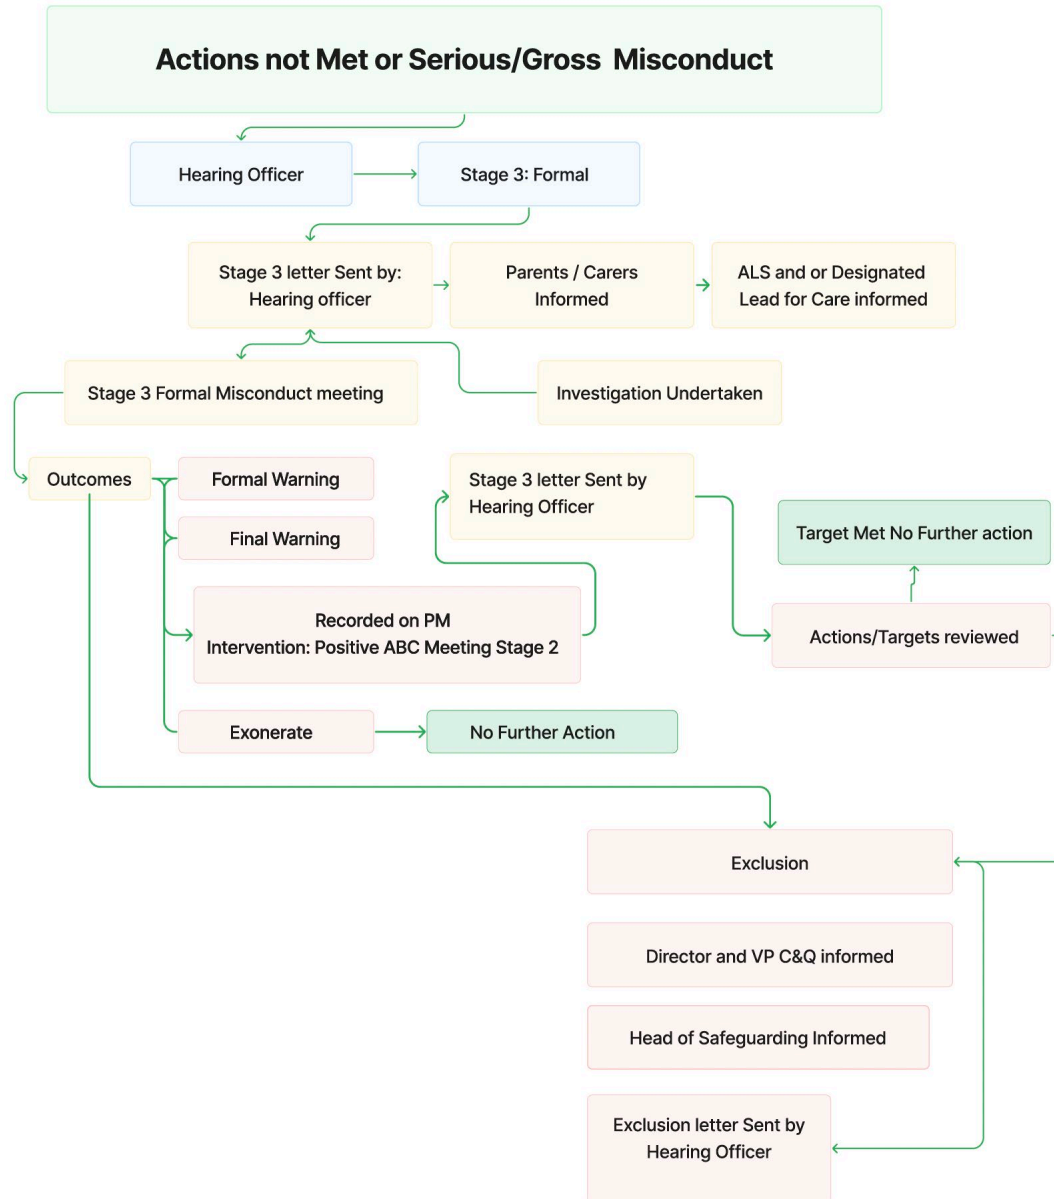 Actions not Met or Serious/Gross Misconduct
Hearing Officer
Stage 3: Formal
Stage 3 letter Sent by:
Hearing officer
Parents / Carers
Informed
ALS and or Designated
Lead for Care informed
Stage 3 Formal Misconduct meeting
Investigation Undertaken
Outcomes
Formal Warning
Final Warning
Recorded on PM
Intervention: Positive ABC Meeting Stage 2
Exonerate
No Further Action
Stage 3 letter Sent by
Hearing Officer
Target Met No Further action
Actions/Targets reviewed
Exclusion
Director and VP C&Q informed
Head of Safeguarding Informed
Exclusion letter Sent by
Hearing Officer